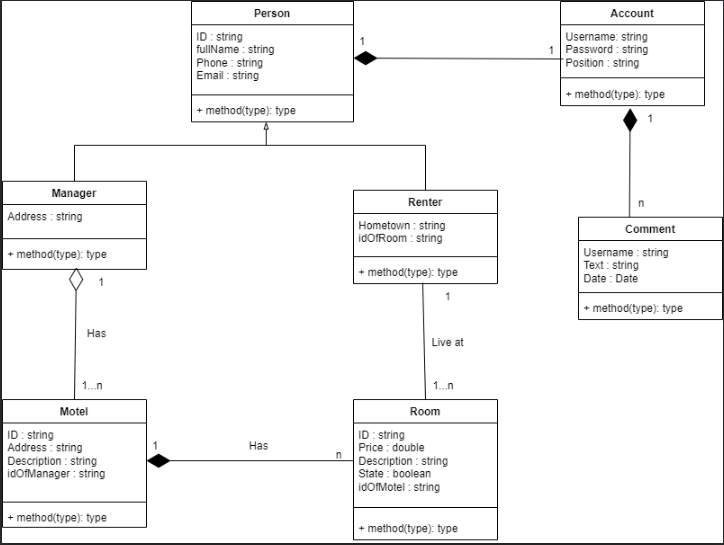 Person
ID : string
fullName : string
Phone : string
Email : string
+ method(type): type
1
1
Account
Username: string
Password : string
Position : string
+ method(type): type
1
n
Manager
Address : string
+ method(type): type
1
Has
1...n
Renter
Hometown : string
idOfRoom : string
+ method(type): type
1
Live at
1...n
Comment
Username : string
Text : string
Date : Date
+ method(type): type
Motel
ID : string
Address : string
Description : string
idOfManager : string
+ method(type): type
1
Has
n
Room
ID : string
Price : double
Description : string
State : boolean
idOfMotel : string
+ method(type): type